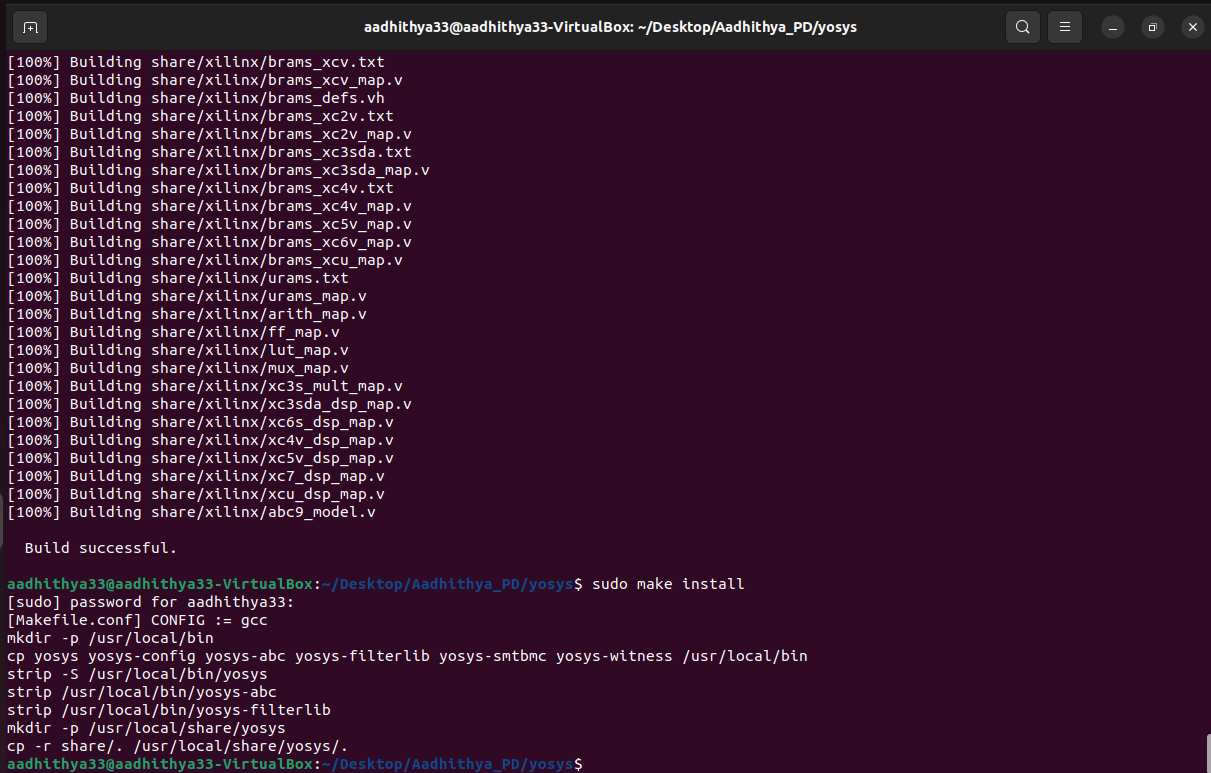 aadhithya33@aadhithya33-VirtualBox: ~/Desktop/Aadhithya_PD/yosys
[100%] Building share/xilinx/brams_xcv.txt
[100%] Building share/xilinx/brams_xcv_map.v
[100%] Building share/xilinx/brams_defs.vh
[100%] Building share/xilinx/brams_xc2v.txt
[100%] Building share/xilinx/brams_xc2v_map.v
[100%] Building share/xilinx/brams_xc3sda.txt
[100%] Building share/xilinx/brams_xc3sda_map.v
[100%] Building share/xilinx/brams_xc4v.txt
[100%] Building share/xilinx/brams_xc4v_map.v
[100%] Building share/xilinx/brams_xc5v_map.v
[100%] Building share/xilinx/brams_xc6v_map.v
[100%] Building share/xilinx/brams_xcu_map.v
[100%] Building share/xilinx/urams.txt
[100%] Building share/xilinx/urams_map.v
[100%] Building share/xilinx/arith_map.v
[100%] Building share/xilinx/ff_map.v
[100%] Building share/xilinx/lut_map.v
[100%] Building share/xilinx/mux_map.v
[100%] Building share/xilinx/xc3s_mult_map.v
[100%] Building share/xilinx/xc3sda_dsp_map.v
[100%] Building share/xilinx/xc6s_dsp_map.v
[100%] Building share/xilinx/xc4v_dsp_map.v
[100%] Building share/xilinx/xc5v_dsp_map.v
[100%] Building share/xilinx/xc7_dsp_map.v
[100%] Building share/xilinx/xcu_dsp_map.v
[100%] Building share/xilinx/abc9_model.v
Build successful.
aadhithya33@aadhithya33-VirtualBox:~/Desktop/Aadhithya_PD/yosys$ sudo make install
[sudo] password for aadhithya33:
[Makefile.conf] CONFIG := gcc
mkdir -p /usr/local/bin
cp yosys yosys-config yosys-abc yosys-filterlib yosys-smtbmc yosys-witness /usr/local/bin
strip -S /usr/local/bin/yosys
strip /usr/local/bin/yosys-abc
strip /usr/local/bin/yosys-filterlib
mkdir -p /usr/local/share/yosys
cp -r share/. /usr/local/share/yosys/.
aadhithya33@aadhithya33-VirtualBox:~/Desktop/Aadhithya_PD/yosys$